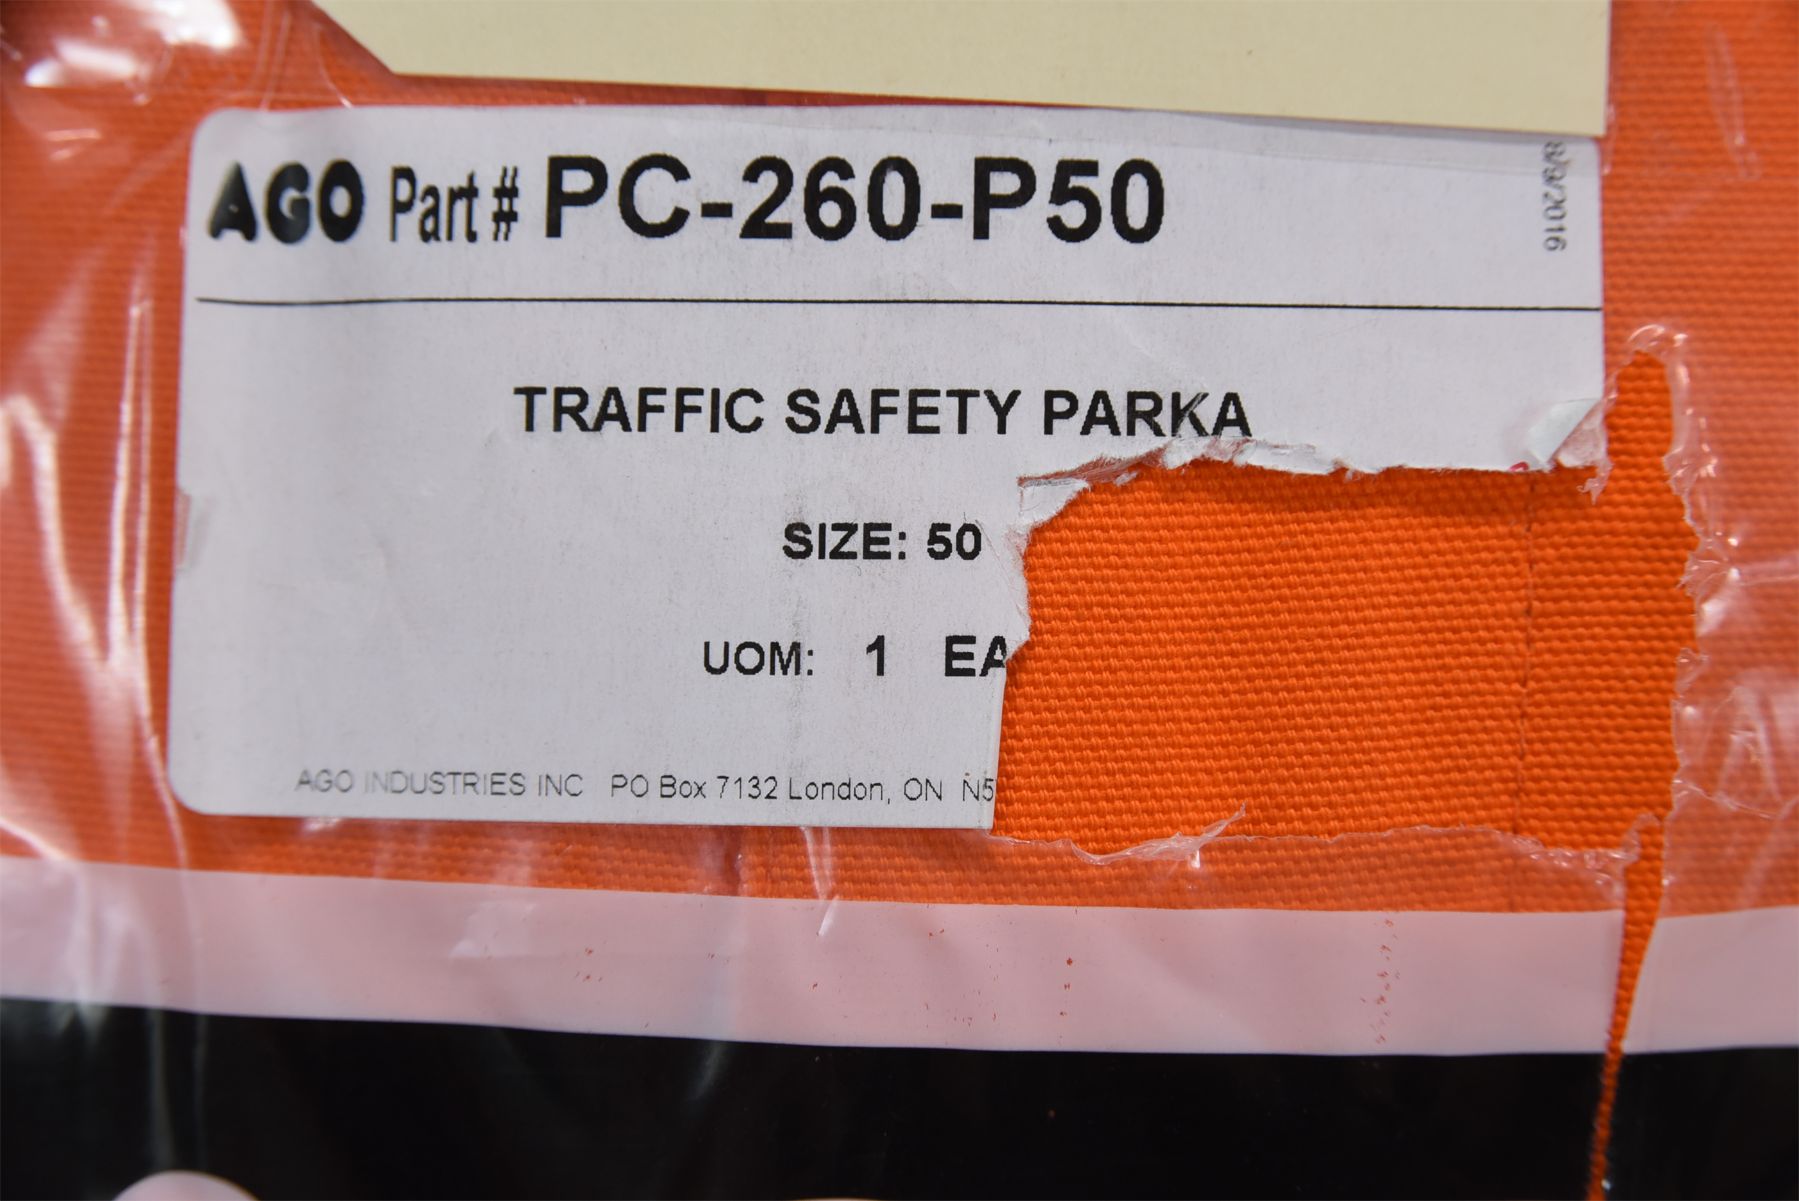 AGO Part # PC-260-P50
8/9/2016
TRAFFIC SAFETY PARKA
SIZE: 50
UOM: 1 EA
AGO INDUSTRIES INC PO Box 7132 London, ON N5